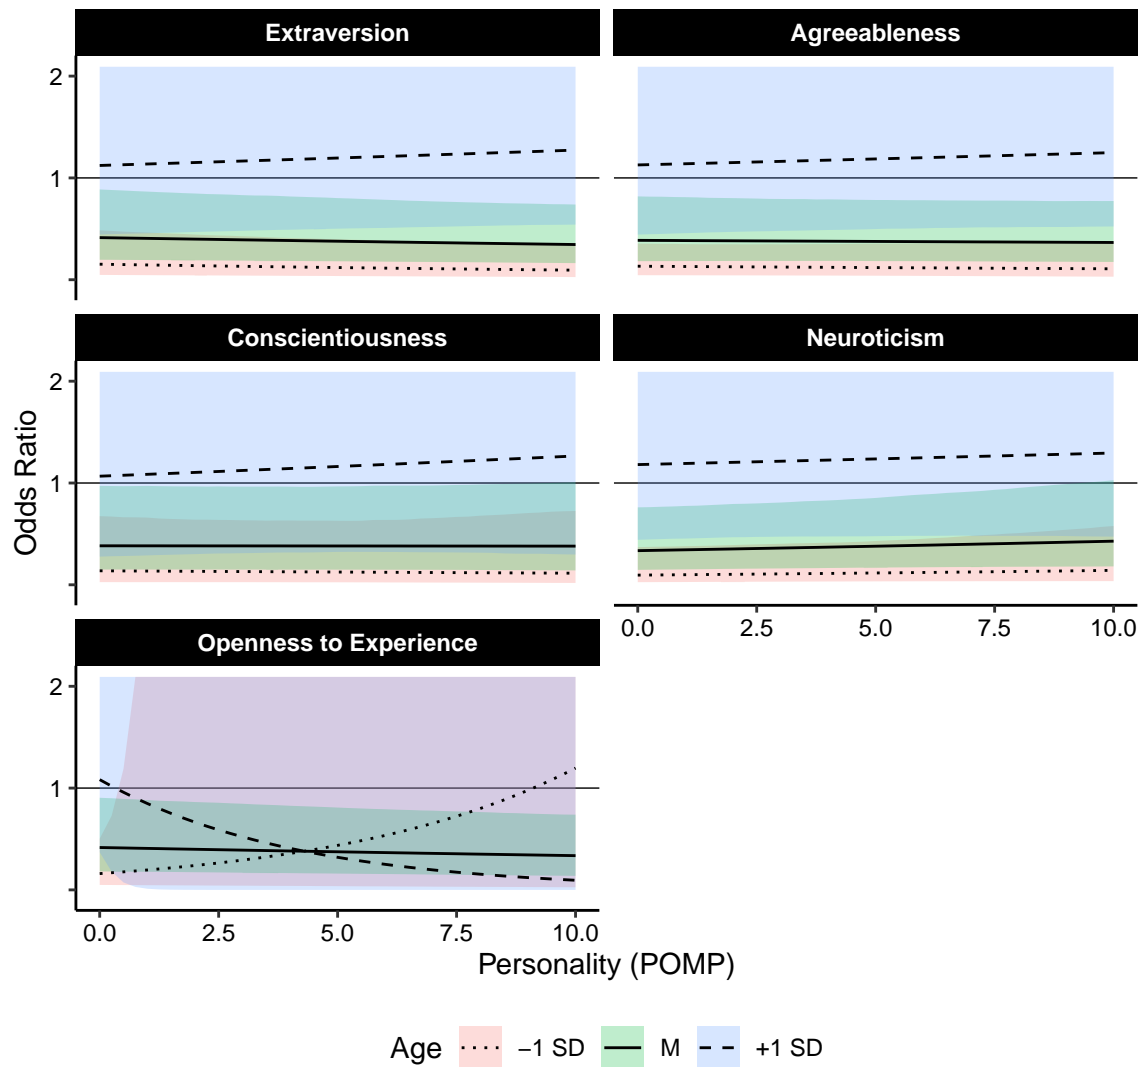 Extraversion
Agreeableness
2
1
Conscientiousness
Neuroticism
2
1
0.0 2.5 5.0 7.5 10.0
Openness to Experience
2
1
0.0 2.5 5.0 7.5 10.0
Odds Ratio
Personality (POMP)
Age −1 SD M +1 SD